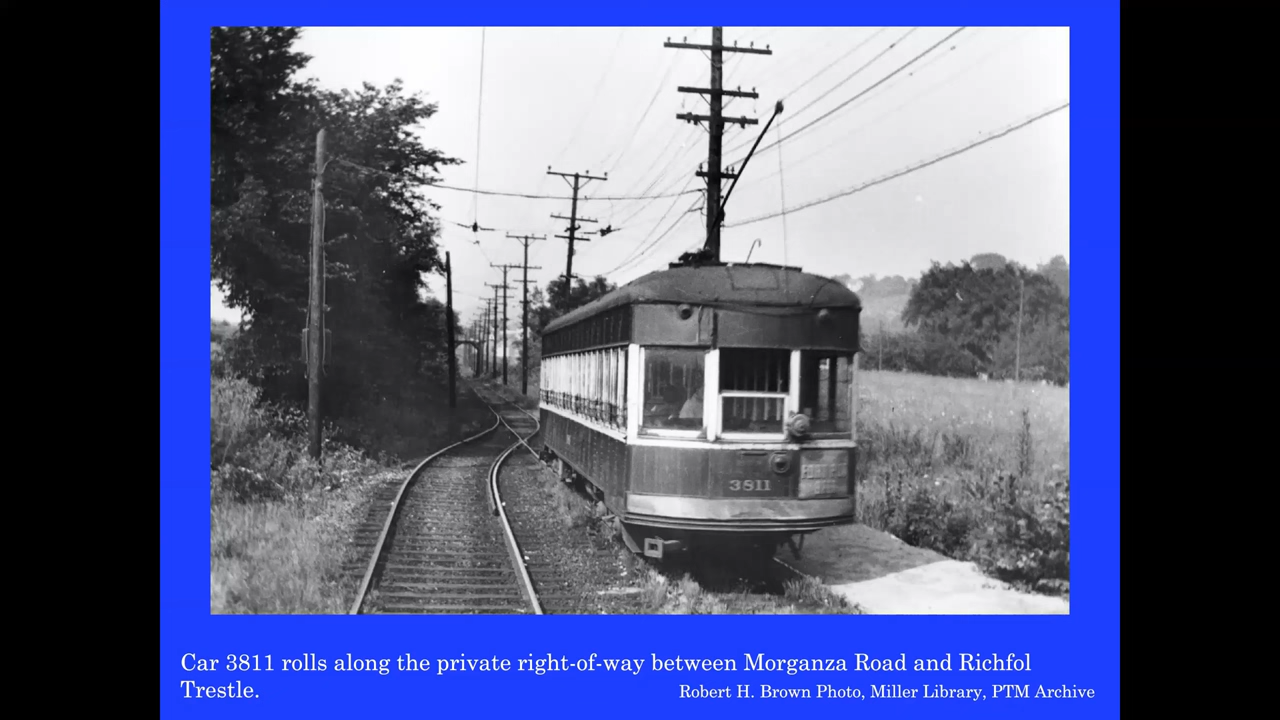 3811
Car 3811 rolls along the private right-of-way between Morganza Road and Richfol
Trestle.
Robert H. Brown Photo, Miller Library, PTM Archive